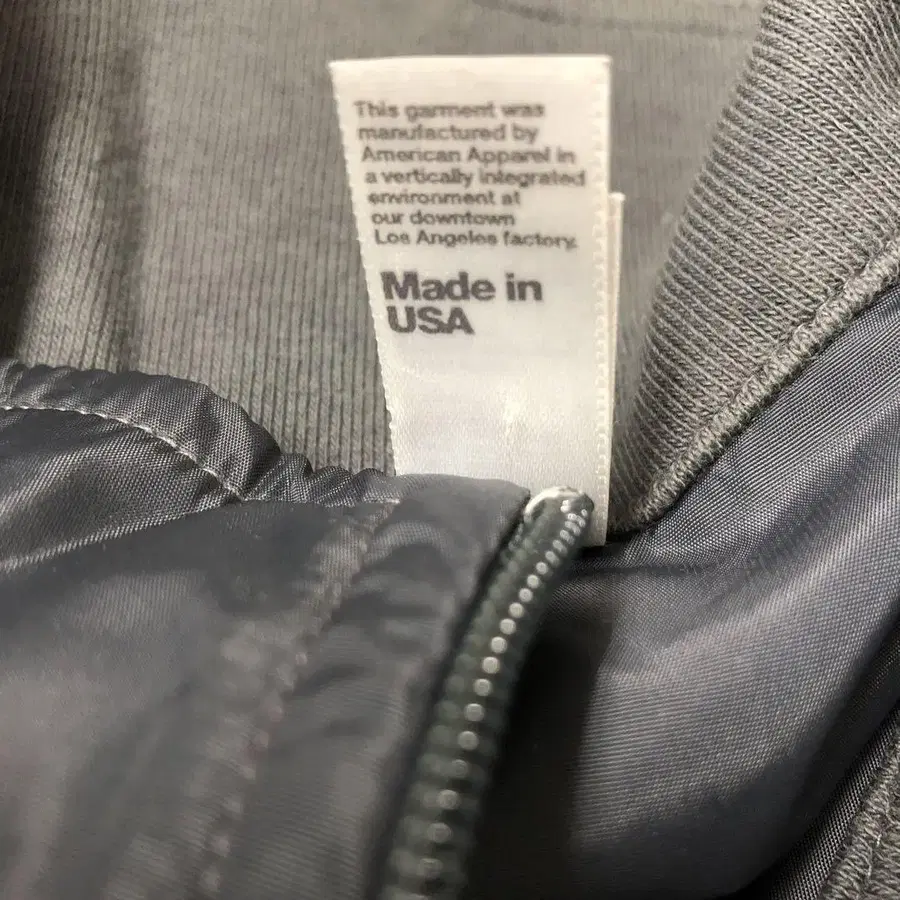 This garment was
manufactured by
American Apparel in
a vertically integrated
environment at
our downtown
Los Angeles factory.
Made in
USA